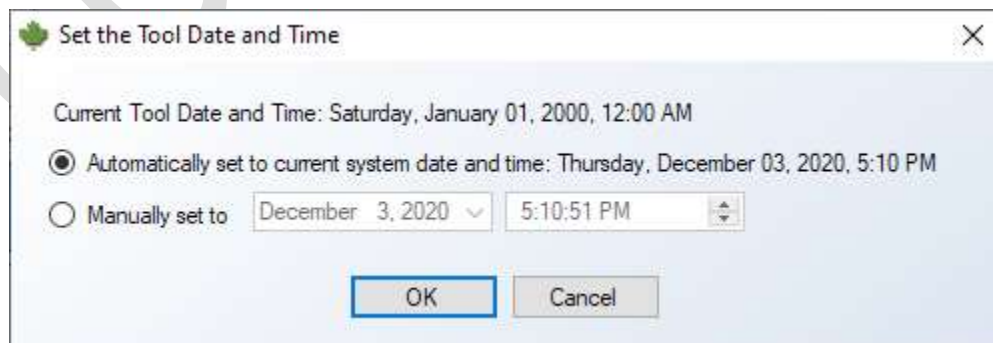 Set the Tool Date and Time
Current Tool Date and Time: Saturday, January 01, 2000, 12:00 AM
Automatically set to current system date and time: Thursday, December 03, 2020, 5:10 PM
Manually set to December 3, 2020 5:10:51 PM
OK Cancel